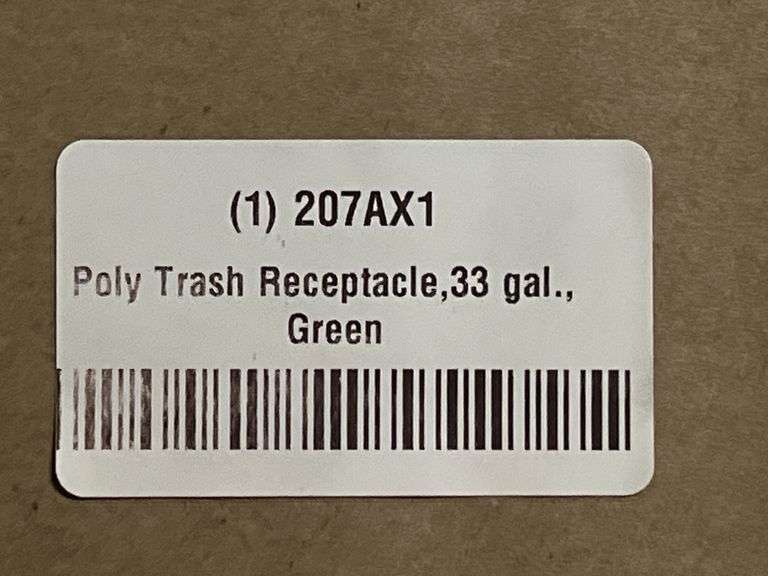 (1) 207AX1
Poly Trash Receptacle,33 gal.,
Green